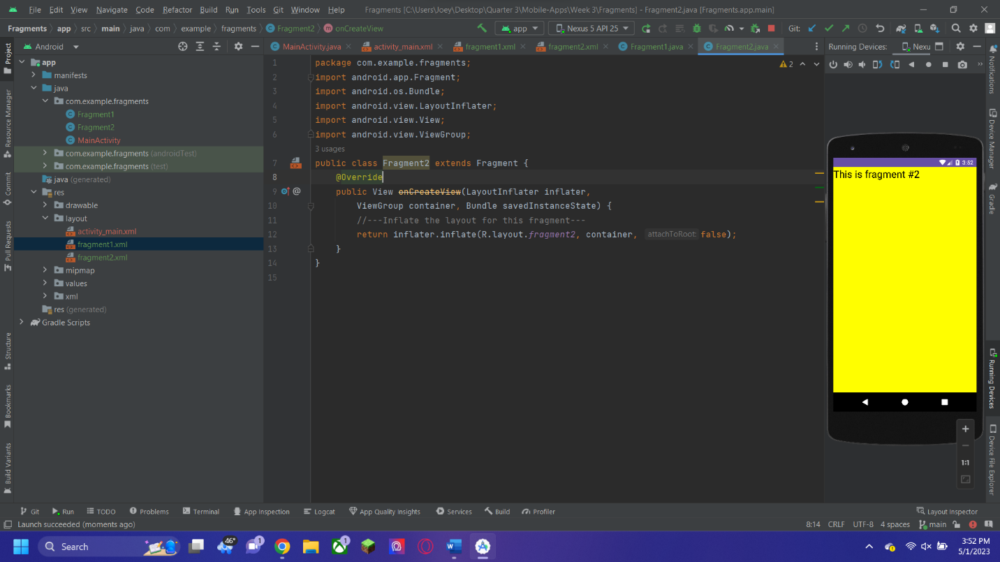 File Edit View Navigate Code Refactor Build Run Tools Git Window Help Fragments [C:\Users\Joey\Desktop\Quarter 3\Mobile-Apps\Week 3\Fragments] - Fragment2.java [Fragments.app.main]
Fragments app src main java com example fragments Fragment2 onCreateView app Nexus 5 API 25 Git:
Project
Android
MainActivity.java activity_main.xml fragment1.xml fragment2.xml Fragment1.java Fragment2.java
Running Devices: Nexu
app
manifests
java
com.example.fragments
Fragment1
Fragment2
MainActivity
com.example.fragments (androidTest)
com.example.fragments (test)
java (generated)
res
drawable
layout
activity_main.xml
fragment1.xml
fragment2.xml
mipmap
values
xml
res (generated)
Gradle Scripts
Resource Manager
Commit
Pull Requests
Structure
Bookmarks
Build Variants
1 package com.example.fragments;
2 import android.app.Fragment;
3 import android.os.Bundle;
4 import android.view.LayoutInflater;
5 import android.view.View;
6 import android.view.ViewGroup;
3 usages
7 public class Fragment2 extends Fragment {
8 @Override
9 public View onCreateView(LayoutInflater inflater,
10 ViewGroup container, Bundle savedInstanceState) {
11 //---Inflate the layout for this fragment---
12 return inflater.inflate(R.layout.fragment2, container, attachToRoot: false);
13 }
14 }
15
2
3:52
This is fragment #2
1:1
Notifications
Device Manager
Gradle
Running Devices
Device File Explorer
Git Run TODO Problems Terminal App Inspection Logcat App Quality Insights Services Build Profiler Layout Inspector
Launch succeeded (moments ago) 8:14 CRLF UTF-8 4 spaces main
Search 46° 1 1 3:52 PM
5/1/2023